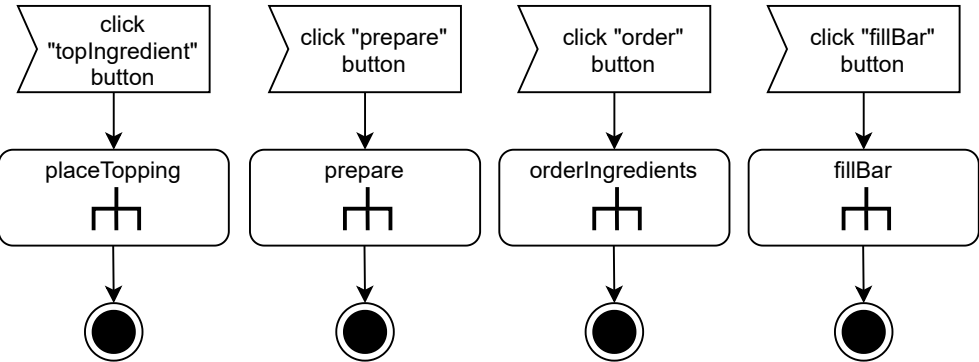 click
"topIngredient"
button
click "prepare"
button
click "order"
button
click "fillBar"
button
placeTopping
prepare
orderIngredients
fillBar